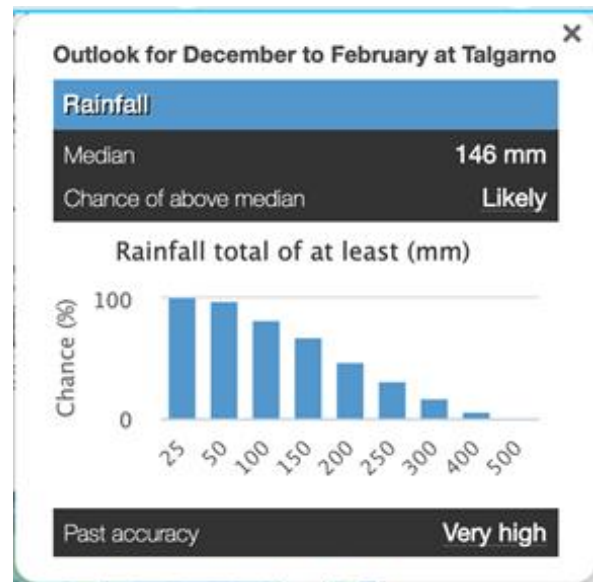 ×
Outlook for December to February at Talgarno
Rainfall
Median 146 mm
Chance of above median Likely
Rainfall total of at least (mm)
Chance (%)
100
0
25 50 100 150 200 250 300 400 500
Past accuracy Very high